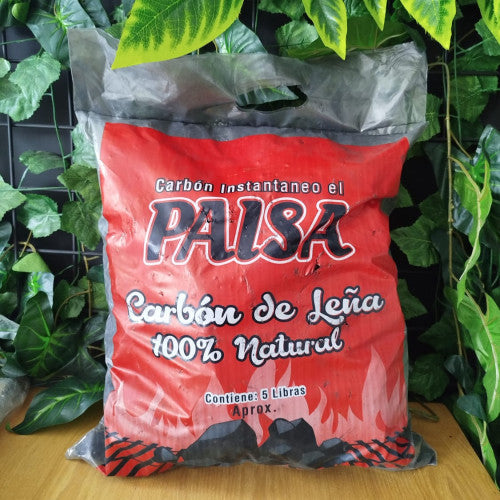 Carbón Instantaneo el
PAISA
Carbón de Leña
100% Natural
Contiene: 5 Libras
Aprox.